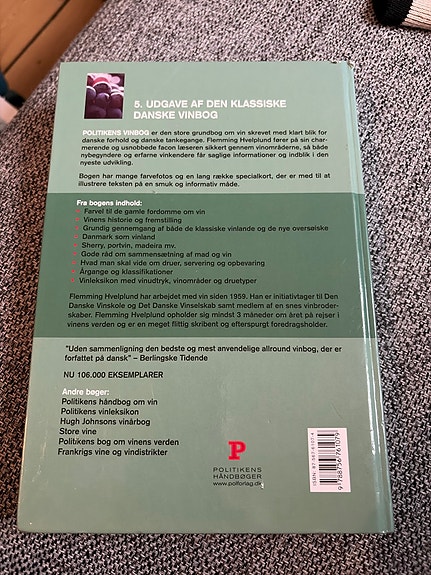 5. UDGAVE AF DEN KLASSISKE
DANSKE VINBOG
POLITIKENS VINBOG er den store grundbog om vin skrevet med klart blik for
danske forhold og danske tankegange. Flemming Hvelplund fører på sin char-
merende og usnobbede facon læseren sikkert gennem vinområderne, så både
nybegyndere og erfarne vinkendere får saglige informationer og indblik i den
nyeste udvikling.
Bogen har mange farvefotos og en lang række specialkort, der er med til at
illustrere teksten på en smuk og informativ måde.
Fra bogens indhold:
• Farvel til de gamle fordomme om vin
• Vinens historie og fremstilling
• Grundig gennemgang af både de klassiske vinlande og de nye oversøiske
• Danmark som vinland
• Sherry, portvin, madeira mv.
• Gode råd om sammensætning af mad og vin
• Hvad man skal vide om druer, servering og opbevaring
• Årgange og klassifikationer
• Vinleksikon med vinudtryk, vinområder og druetyper
Flemming Hvelplund har arbejdet med vin siden 1959. Han er initiativtager til Den
Danske Vinskole og Det Danske Vinselskab samt medlem af en snes vinbroder-
skaber. Flemming Hvelplund opholder sig mindst 3 måneder om året på rejser i
vinens verden og er en meget flittig skribent og efterspurgt foredragsholder.
"Uden sammenligning den bedste og mest anvendelige allround vinbog, der er
forfattet på dansk" – Berlingske Tidende
NU 106.000 EKSEMPLARER
Andre bøger:
Politikens håndbog om vin
Politikens vinleksikon
Hugh Johnsons vinårbog
Store vine
Politikens bog om vinens verden
Frankrigs vine og vindistrikter
P
POLITIKENS
HÅNDBØGER
www.polforlag.dk
ISBN: 87-567-6107-4
9 788756 761079